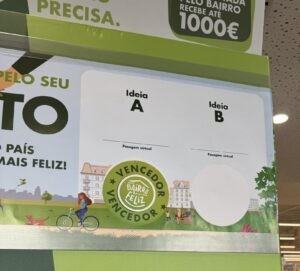 PRECISA.
PELO BAIRRO
RECEBE ATÉ
1000€
PELO SEU
TO
PAÍS
MAIS FELIZ!
Ideia
A
Ideia
B
VENCEDOR
BAIRRO
FELIZ
VENCEDOR